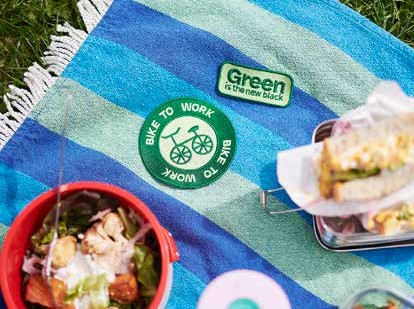 Green
is the new black
BIKE TO WORK
BIKE TO WORK